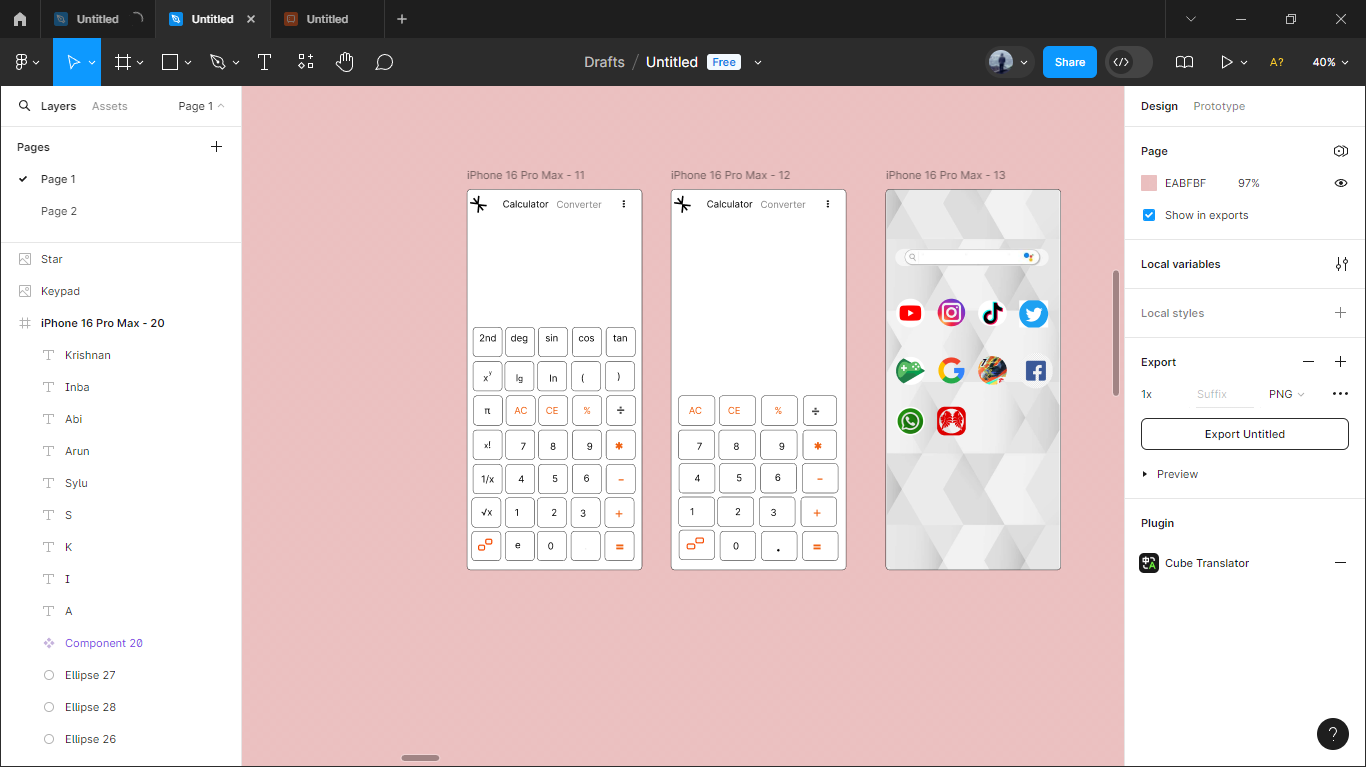 Untitled
Untitled
Untitled
Drafts / Untitled Free
Share
A?
40%
Layers Assets Page 1
Pages
Page 1
Page 2
Star
Keypad
iPhone 16 Pro Max - 20
Krishnan
Inba
Abi
Arun
Sylu
S
K
I
A
Component 20
Ellipse 27
Ellipse 28
Ellipse 26
iPhone 16 Pro Max - 11
Calculator Converter
2nd deg sin cos tan
xʸ lg ln ( )
π AC CE % ÷
x! 7 8 9 *
1/x 4 5 6 −
√x 1 2 3 +
e 0 =
iPhone 16 Pro Max - 12
Calculator Converter
AC CE % ÷
7 8 9 *
4 5 6 −
1 2 3 +
0 . =
iPhone 16 Pro Max - 13
Design Prototype
Page
EABFBF 97%
Show in exports
Local variables
Local styles
Export
1x Suffix PNG
Export Untitled
Preview
Plugin
Cube Translator
?